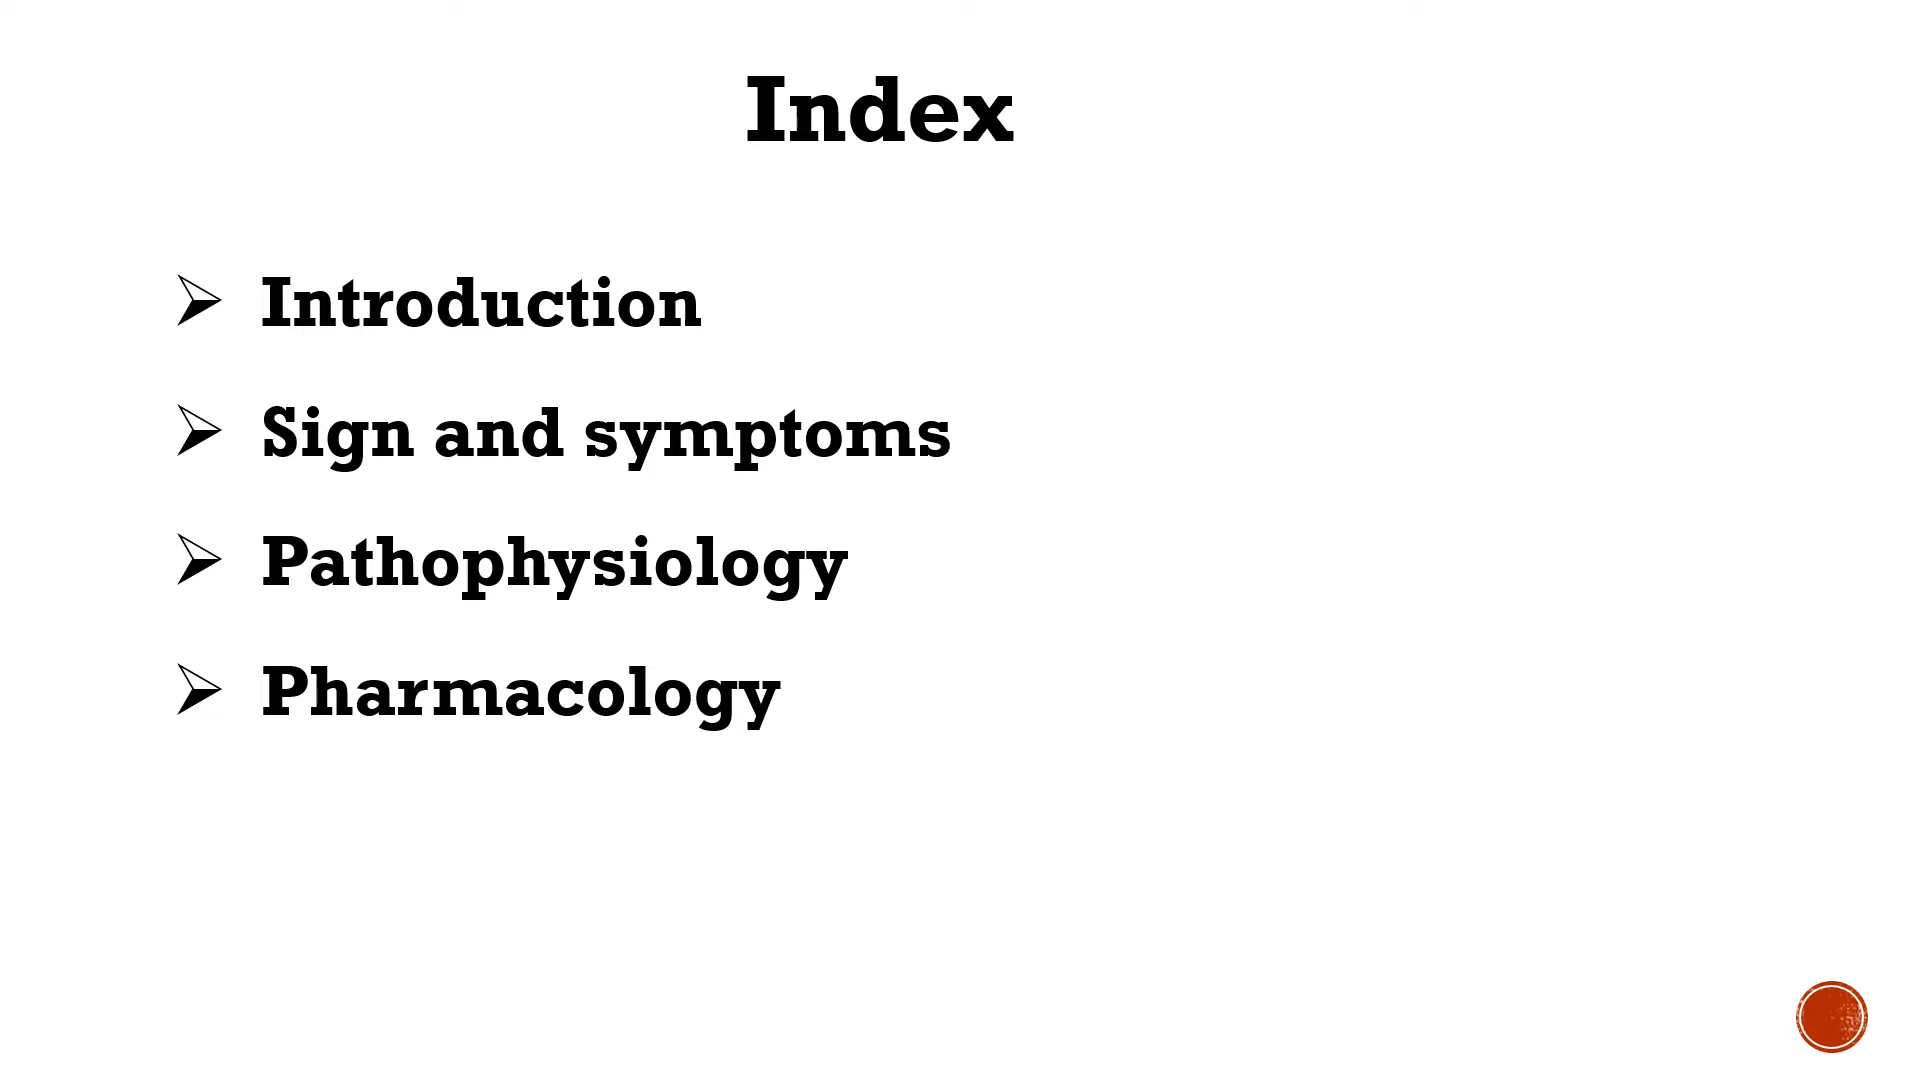 Index
➢ Introduction
➢ Sign and symptoms
➢ Pathophysiology
➢ Pharmacology